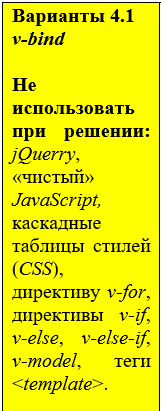 Варианты 4.1
v-bind
Не
использовать
при решении:
jQuerry,
«чистый»
JavaScript,
каскадные
таблицы стилей
(CSS),
директиву v-for,
директивы v-if,
v-else, v-else-if,
v-model, теги
<template>.